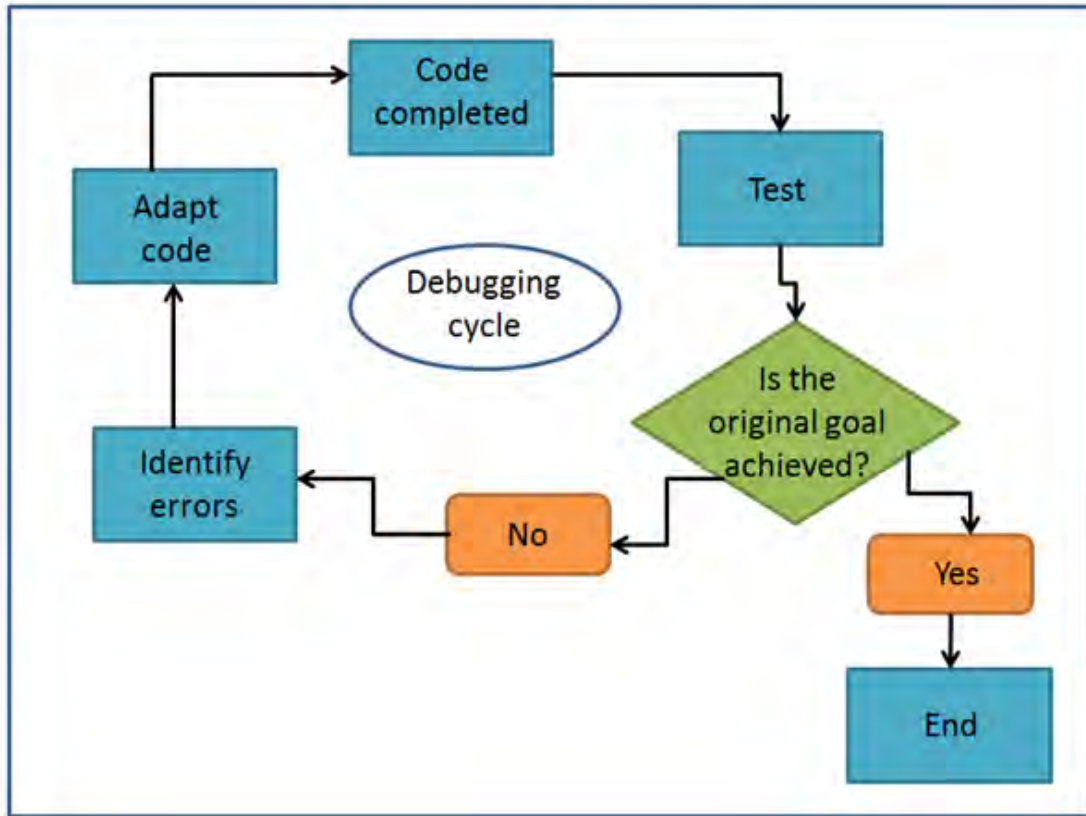 Code
completed
Test
Adapt
code
Debugging
cycle
Is the
original goal
achieved?
Identify
errors
No
Yes
End